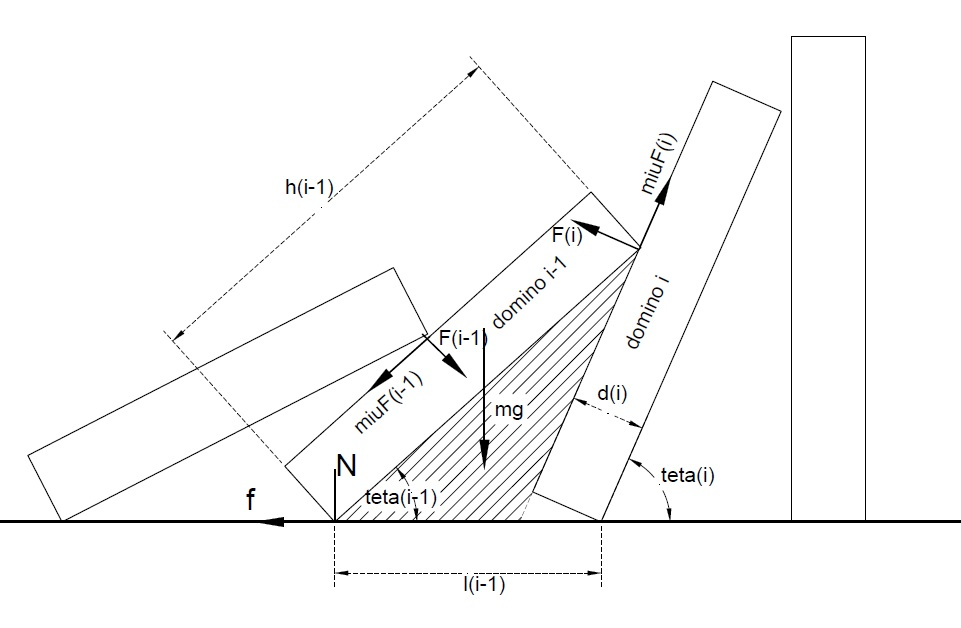 h(i-1)
miuF(i)
F(i)
domino i-1
domino i
F(i-1)
miuF(i-1)
d(i)
mg
N
teta(i-1)
teta(i)
f
l(i-1)